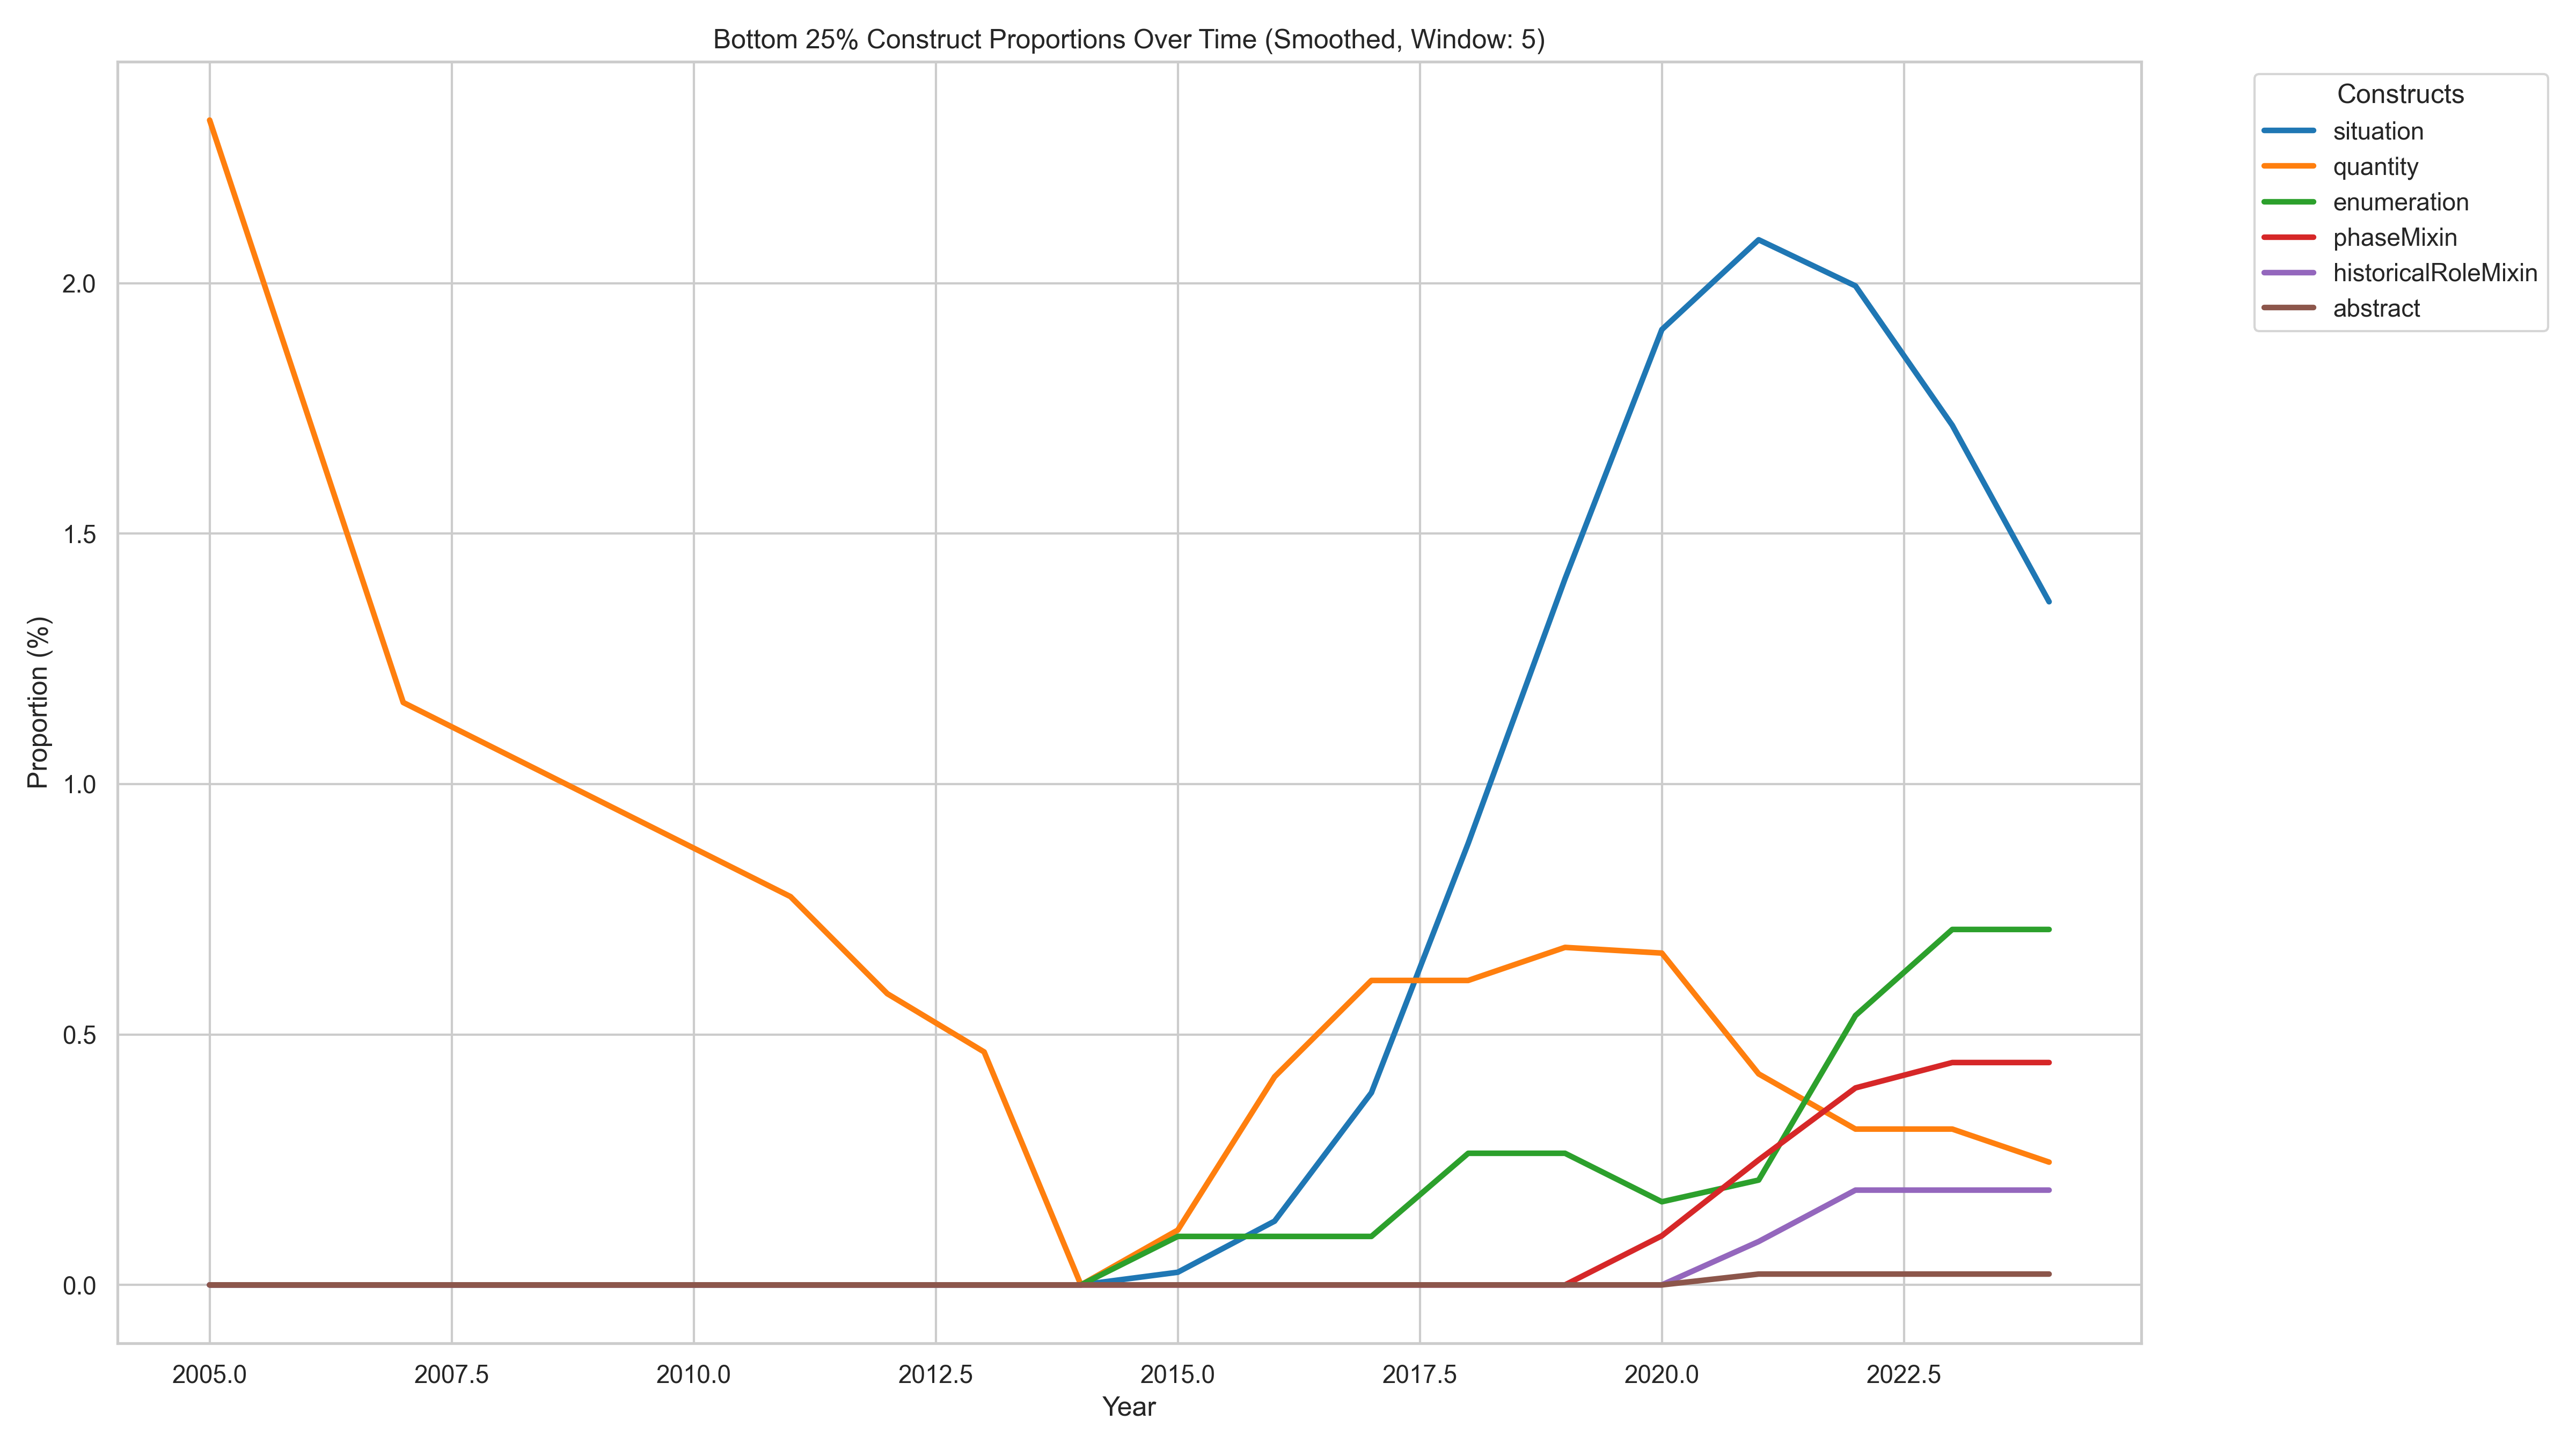 Bottom 25% Construct Proportions Over Time (Smoothed, Window: 5)
Constructs
situation
quantity
enumeration
phaseMixin
historicalRoleMixin
abstract
Proportion (%)
2.0
1.5
1.0
0.5
0.0
2005.0 2007.5 2010.0 2012.5 2015.0 2017.5 2020.0 2022.5
Year